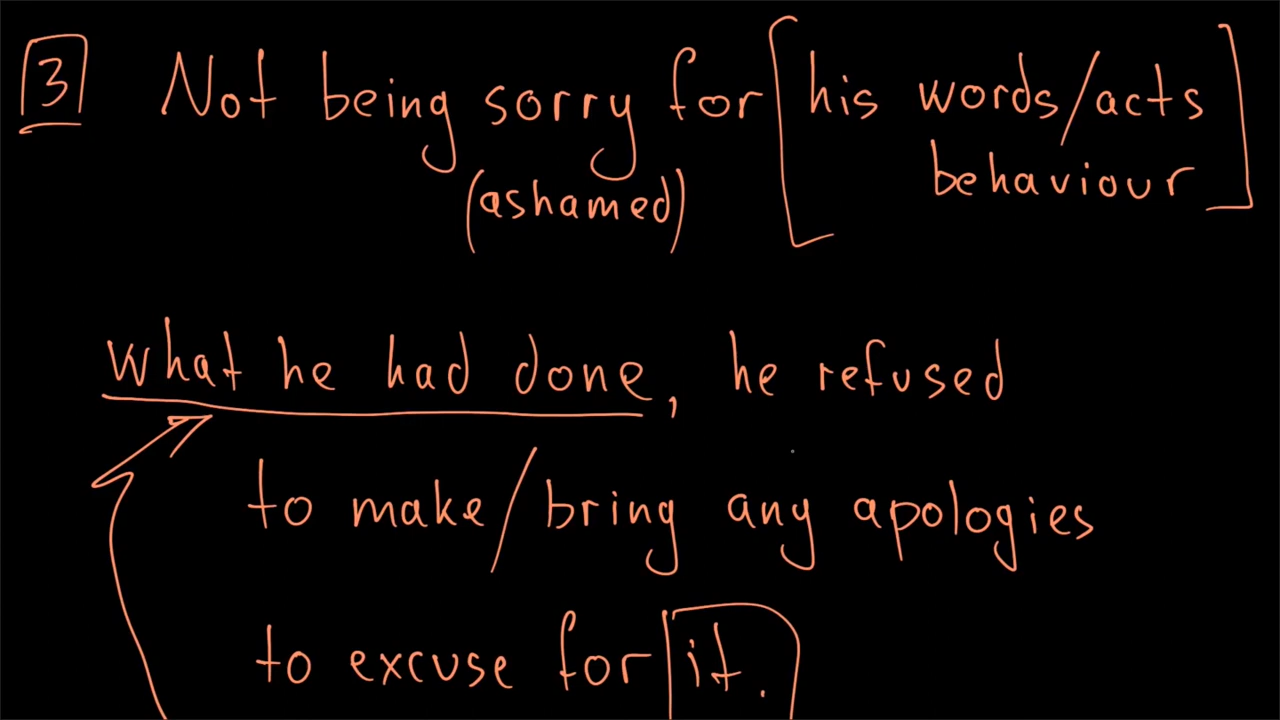 3 Not being sorry for [his words/acts
(ashamed) behaviour]
what he had done, he refused
to make/bring any apologies
to excuse for it.